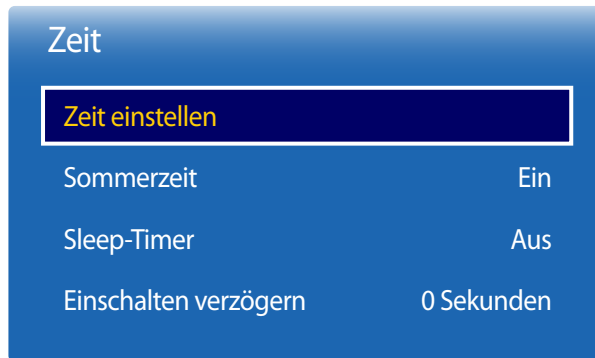 Zeit
Zeit einstellen
Sommerzeit Ein
Sleep-Timer Aus
Einschalten verzögern 0 Sekunden